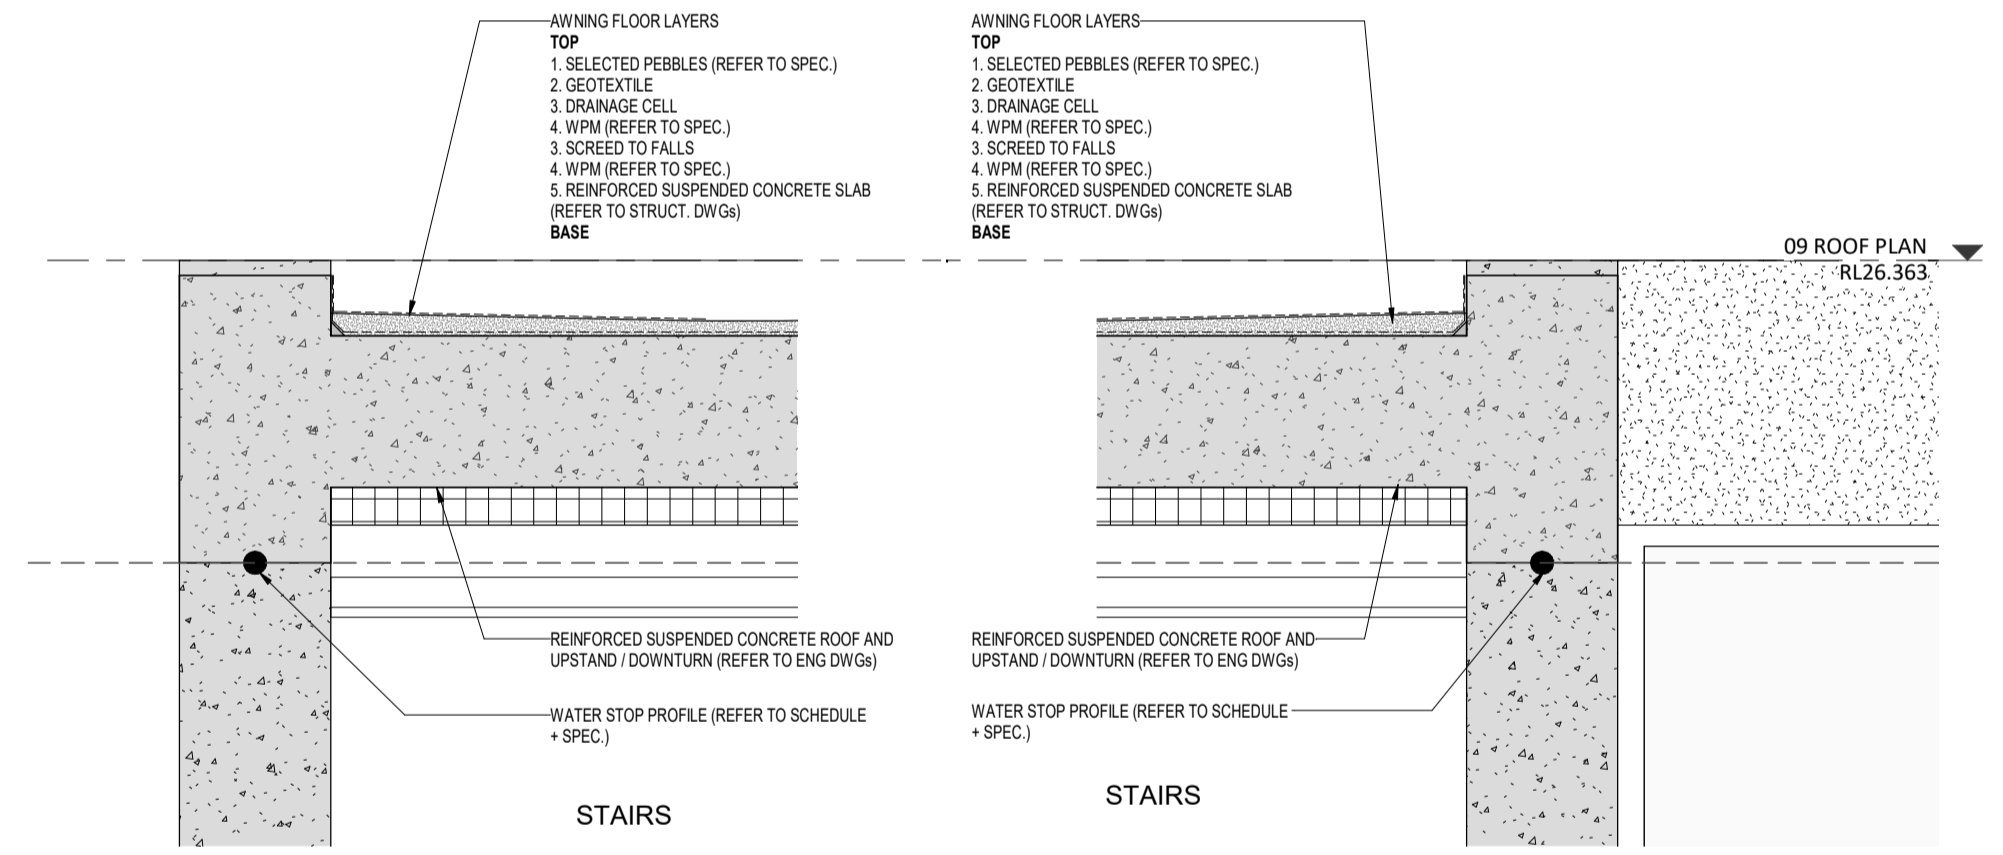 AWNING FLOOR LAYERS
TOP
1. SELECTED PEBBLES (REFER TO SPEC.)
2. GEOTEXTILE
3. DRAINAGE CELL
4. WPM (REFER TO SPEC.)
3. SCREED TO FALLS
4. WPM (REFER TO SPEC.)
5. REINFORCED SUSPENDED CONCRETE SLAB
(REFER TO STRUCT. DWGs)
BASE
AWNING FLOOR LAYERS
TOP
1. SELECTED PEBBLES (REFER TO SPEC.)
2. GEOTEXTILE
3. DRAINAGE CELL
4. WPM (REFER TO SPEC.)
3. SCREED TO FALLS
4. WPM (REFER TO SPEC.)
5. REINFORCED SUSPENDED CONCRETE SLAB
(REFER TO STRUCT. DWGs)
BASE
09 ROOF PLAN
RL26.363
REINFORCED SUSPENDED CONCRETE ROOF AND
UPSTAND / DOWNTURN (REFER TO ENG DWGs)
WATER STOP PROFILE (REFER TO SCHEDULE
+ SPEC.)
STAIRS
REINFORCED SUSPENDED CONCRETE ROOF AND
UPSTAND / DOWNTURN (REFER TO ENG DWGs)
WATER STOP PROFILE (REFER TO SCHEDULE
+ SPEC.)
STAIRS